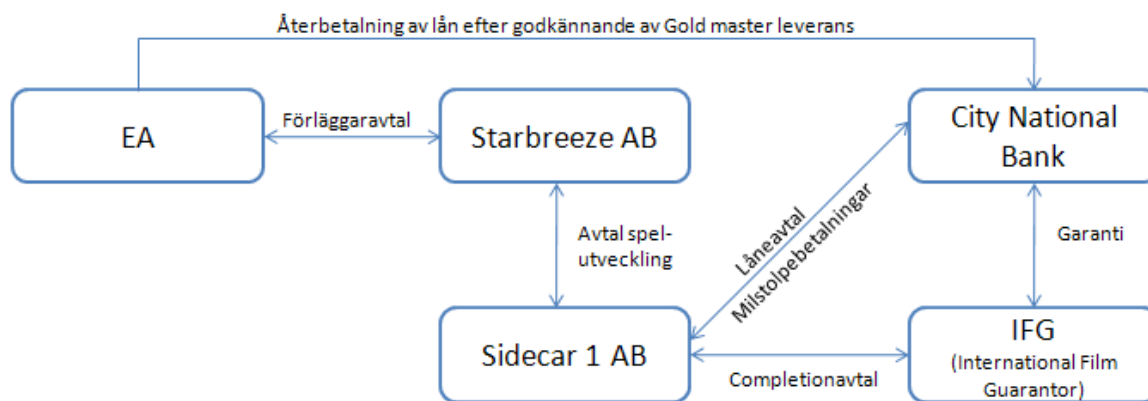 Återbetalning av lån efter godkännande av Gold master leverans
EA
Förläggaravtal
Starbreeze AB
City National
Bank
Avtal spel-
utveckling
Låneavtal
Milstolpebetalningar
Garanti
Sidecar 1 AB
Completionavtal
IFG
(International Film
Guarantor)